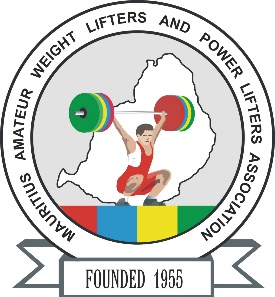 MAURITIUS AMATEUR WEIGHT LIFTERS AND POWER LIFTERS ASSOCIATION
FOUNDED 1955